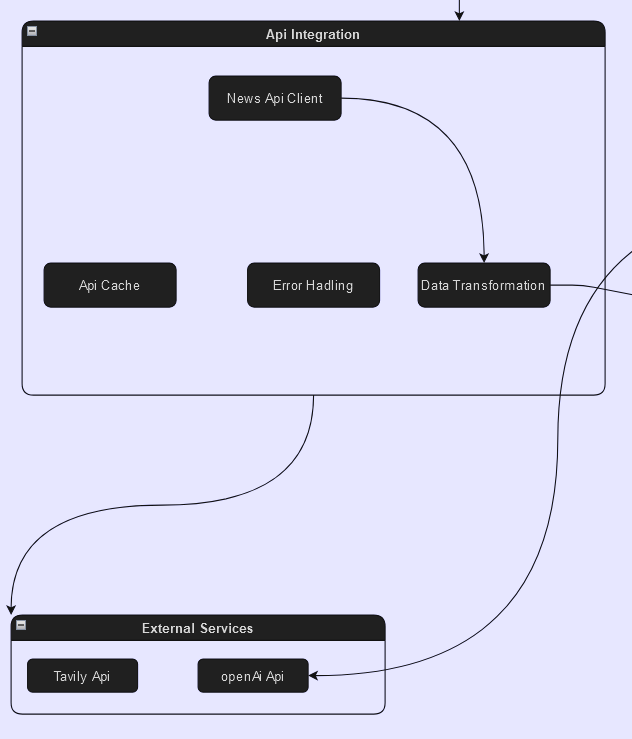 Api Integration
News Api Client
Api Cache
Error Hadling
Data Transformation
External Services
Tavily Api
openAi Api